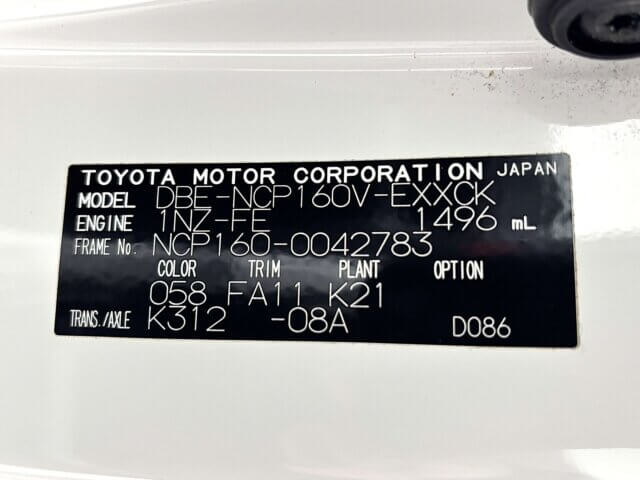 TOYOTA MOTOR CORPORATION JAPAN
MODEL DBE-NCP160V-EXXCK
ENGINE 1NZ-FE 1496 mL
FRAME No. NCP160-0042783
COLOR TRIM PLANT OPTION
058 FA11 K21
TRANS./AXLE K312 -08A D086